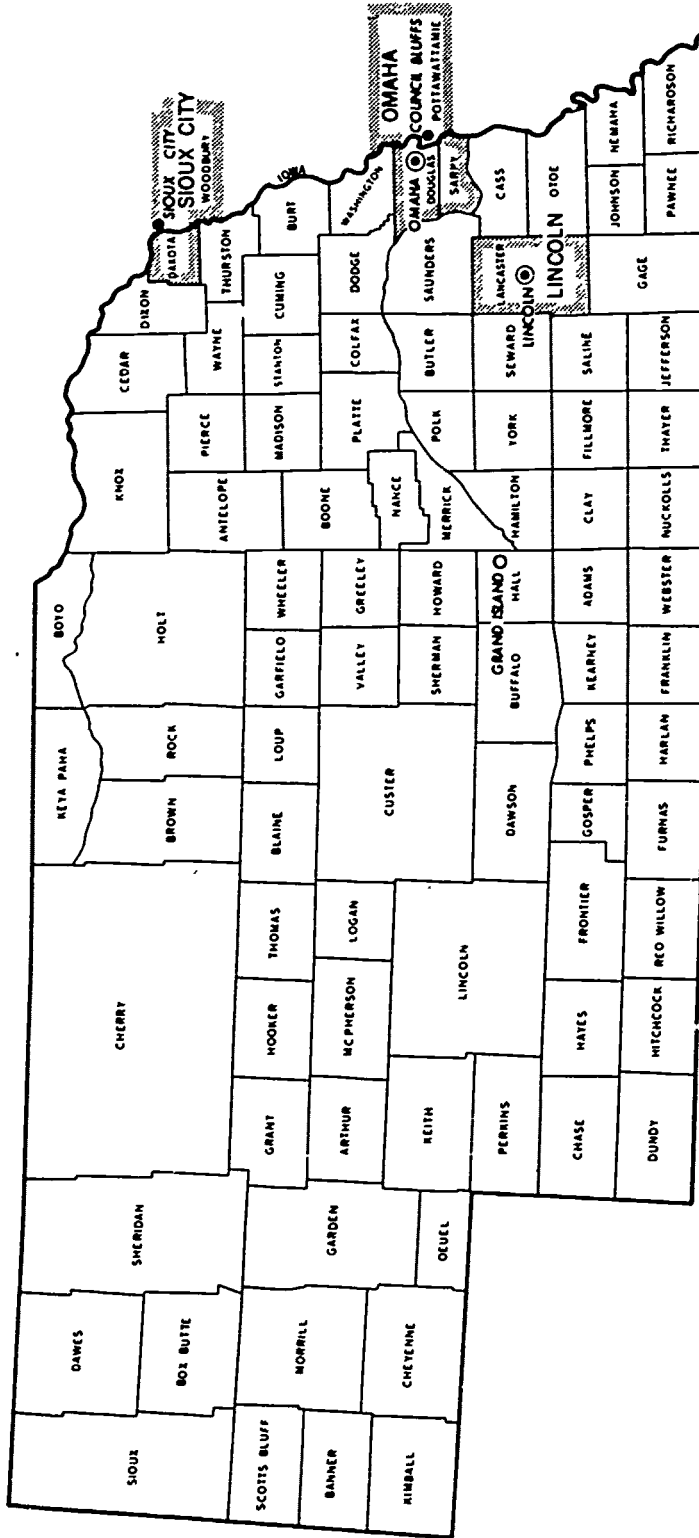 SIOUX
DAWES
BOX BUTTE
SHERIDAN
CHERRY
KEYA PAHA
BOYO
BROWN
ROCK
HOLT
KNOX
CEDAR
DIXON
DAKOTA
SIOUX CITY
SIOUX CITY
WOODBURY
ANTELOPE
PIERCE
WAYNE
THURSTON
IOWA
SCOTTS BLUFF
BANNER
KIMBALL
MORRILL
CHEYENNE
GARDEN
OEUEL
GRANT
HOOKER
THOMAS
BLAINE
LOUP
GARFIELO
WHEELER
BOONE
MADISON
STANTON
CUMING
BURT
ARTHUR
MC PHERSON
LOGAN
CUSTER
VALLEY
GREELEY
NANCE
PLATTE
COLFAX
DODGE
WASHINGTON
OMAHA
COUNCIL BLUFFS
POTTAWATTAMIE
OMAHA
DOUGLAS
SARPY
KEITH
LINCOLN
SHERMAN
HOWARD
MERRICK
POLK
BUTLER
SAUNDERS
PERKINS
DAWSON
BUFFALO
GRAND ISLAND
HALL
HAMILTON
YORK
SEWARD
LANCASTER
LINCOLN
LINCOLN
CASS
OTOE
CHASE
HAYES
FRONTIER
GOSPER
PHELPS
KEARNEY
ADAMS
CLAY
FILLMORE
SALINE
GAGE
JOHNSON
NEMAHA
DUNDY
HITCHCOCK
REO WILLOW
FURNAS
HARLAN
FRANKLIN
WEBSTER
NUCKOLLS
THAYER
JEFFERSON
PAWNEE
RICHAROSON